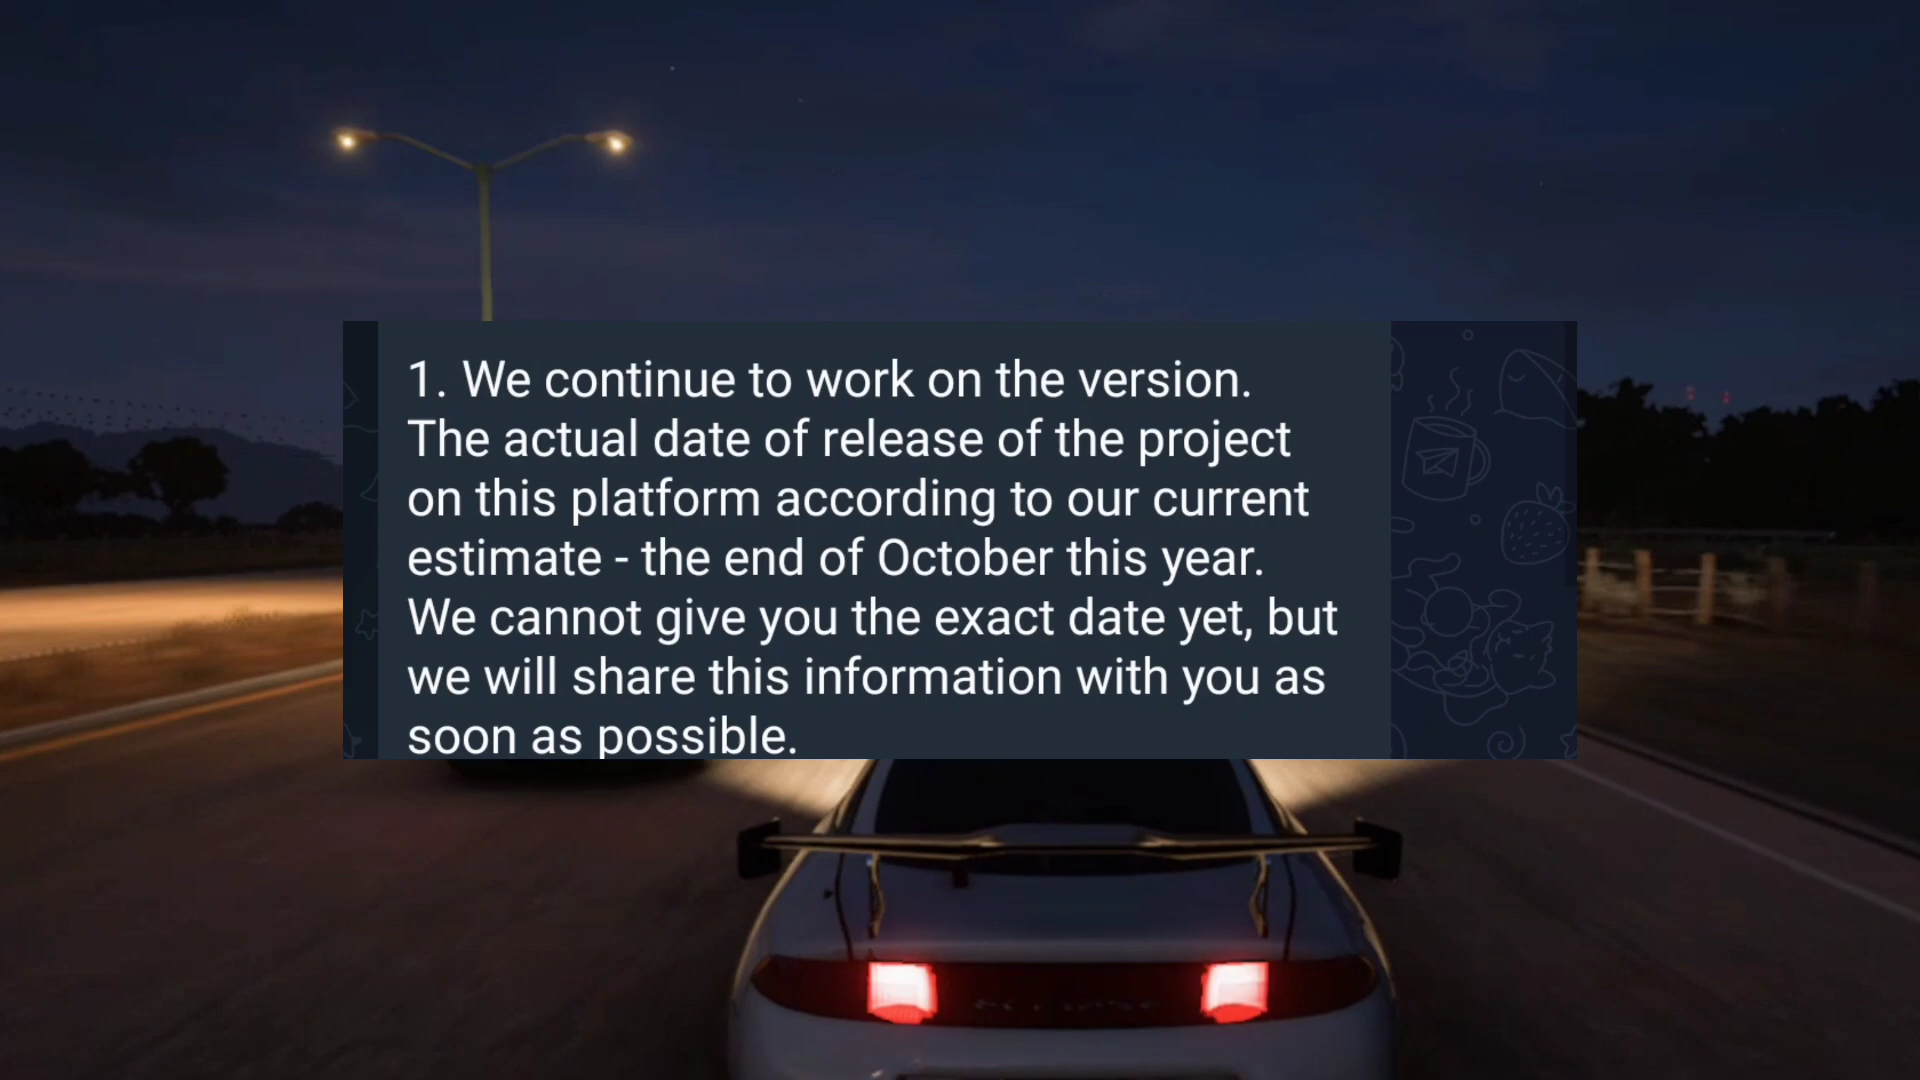 1. We continue to work on the version.
The actual date of release of the project
on this platform according to our current
estimate - the end of October this year.
We cannot give you the exact date yet, but
we will share this information with you as
soon as possible.